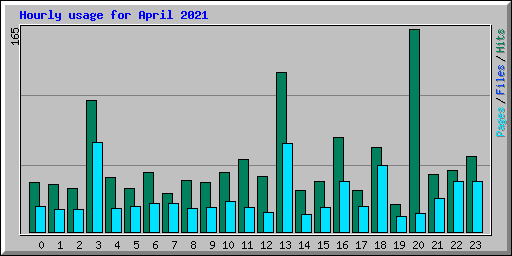 Hourly usage for April 2021
165
Pages / Files / Hits
0 1 2 3 4 5 6 7 8 9 10 11 12 13 14 15 16 17 18 19 20 21 22 23